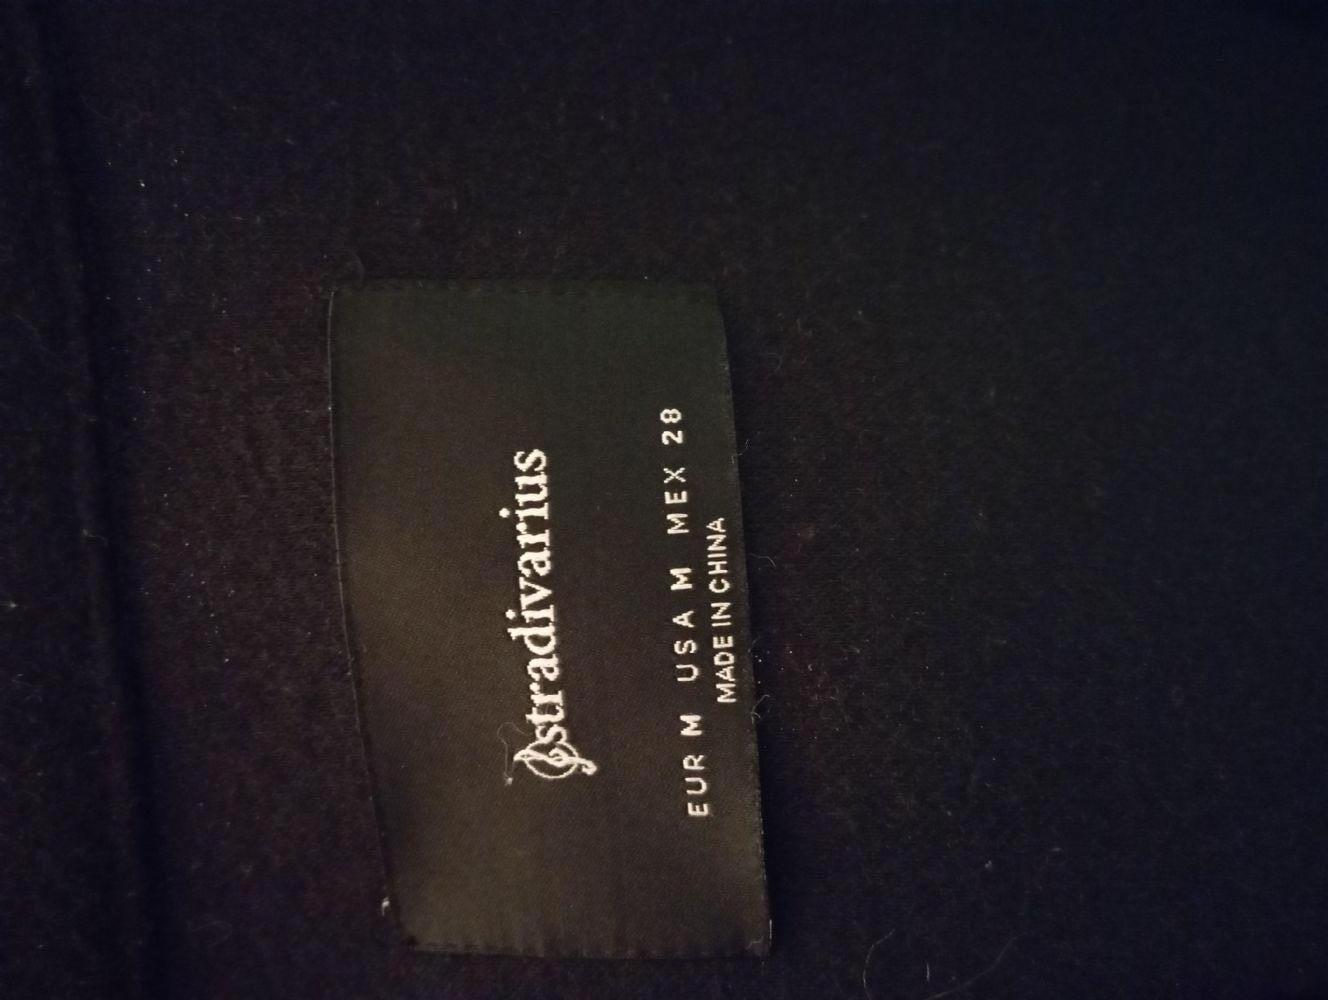 stradivarius
EUR M USA M MEX 28
MADE IN CHINA